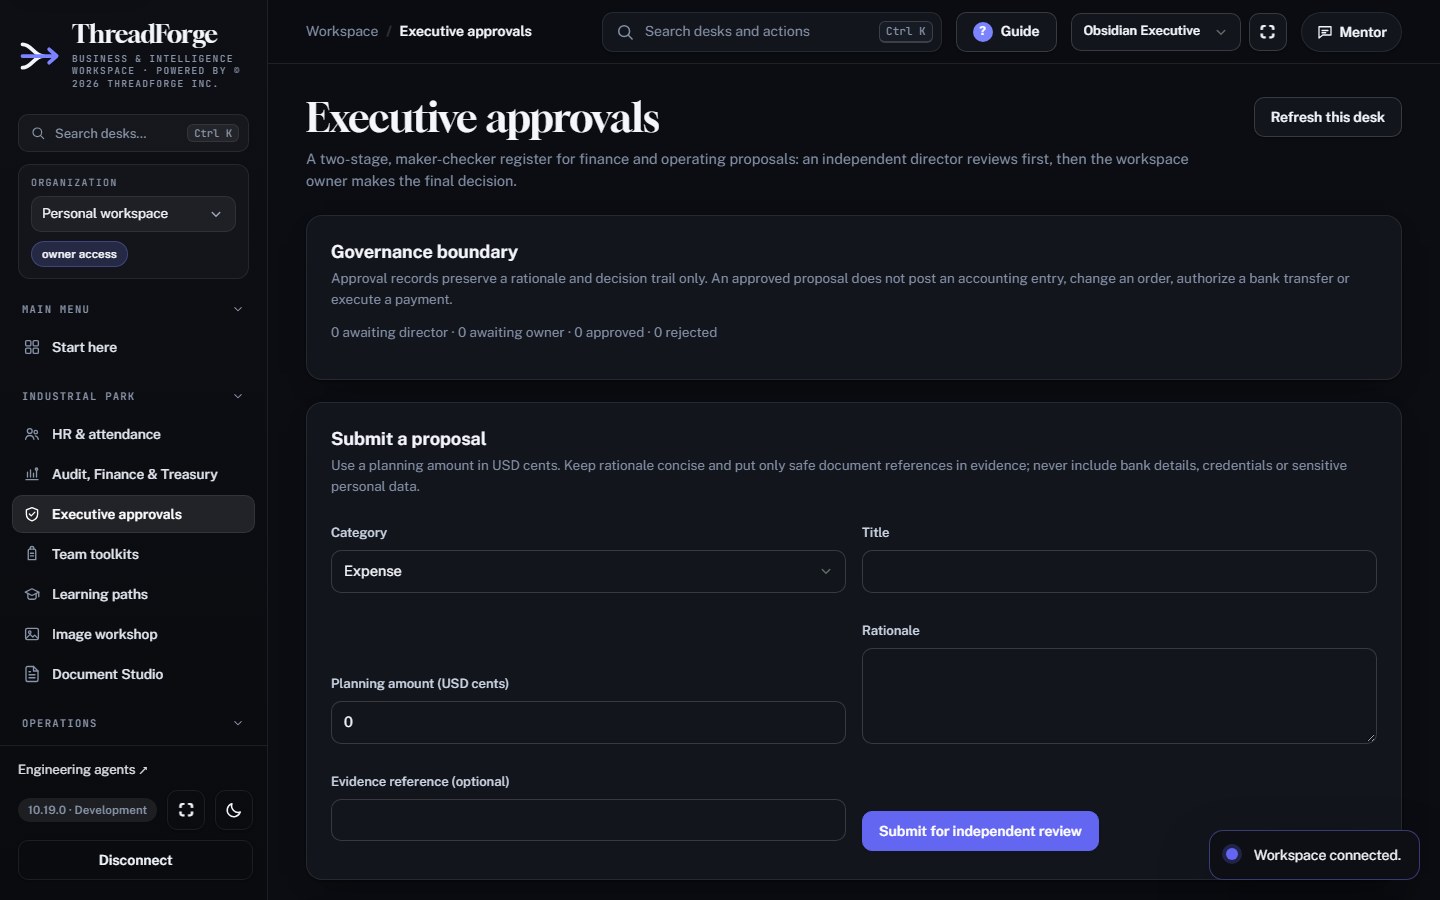 ThreadForge
BUSINESS & INTELLIGENCE
WORKSPACE · POWERED BY ©
2026 THREADFORGE INC.
Search desks...
Ctrl K
ORGANIZATION
Personal workspace
owner access
MAIN MENU
Start here
INDUSTRIAL PARK
HR & attendance
Audit, Finance & Treasury
Executive approvals
Team toolkits
Learning paths
Image workshop
Document Studio
OPERATIONS
Engineering agents ↗
10.19.0 · Development
Disconnect
Workspace / Executive approvals
Search desks and actions
Ctrl K
? Guide
Obsidian Executive
Mentor
Executive approvals
Refresh this desk
A two-stage, maker-checker register for finance and operating proposals: an independent director reviews first, then the workspace
owner makes the final decision.
Governance boundary
Approval records preserve a rationale and decision trail only. An approved proposal does not post an accounting entry, change an order, authorize a bank transfer or
execute a payment.
0 awaiting director · 0 awaiting owner · 0 approved · 0 rejected
Submit a proposal
Use a planning amount in USD cents. Keep rationale concise and put only safe document references in evidence; never include bank details, credentials or sensitive
personal data.
Category
Expense
Title
Rationale
Planning amount (USD cents)
0
Evidence reference (optional)
Submit for independent review
Workspace connected.